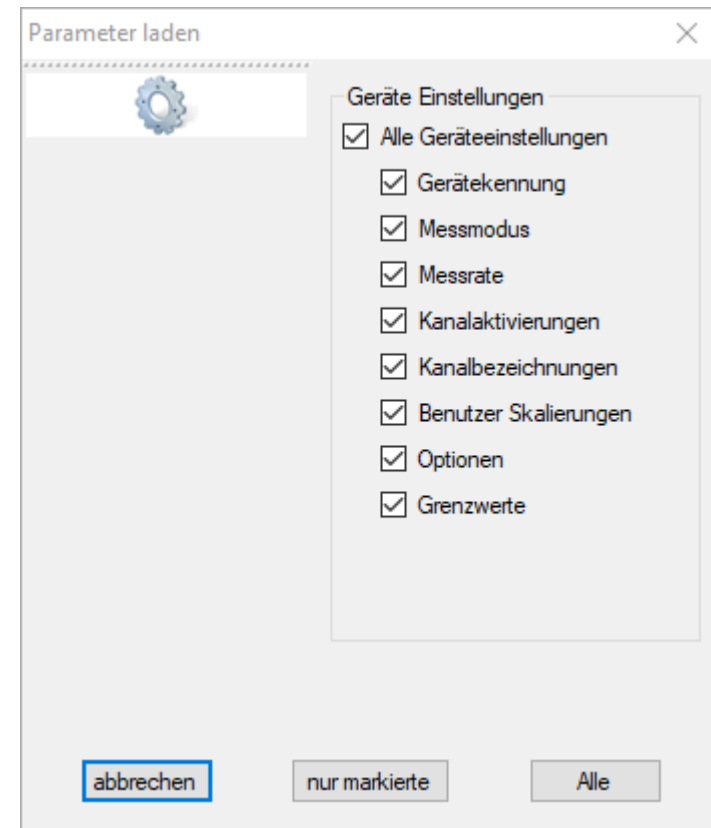 Parameter laden
Geräte Einstellungen
Alle Geräteeinstellungen
Gerätekennung
Messmodus
Messrate
Kanalaktivierungen
Kanalbezeichnungen
Benutzer Skalierungen
Optionen
Grenzwerte
abbrechen nur markierte Alle